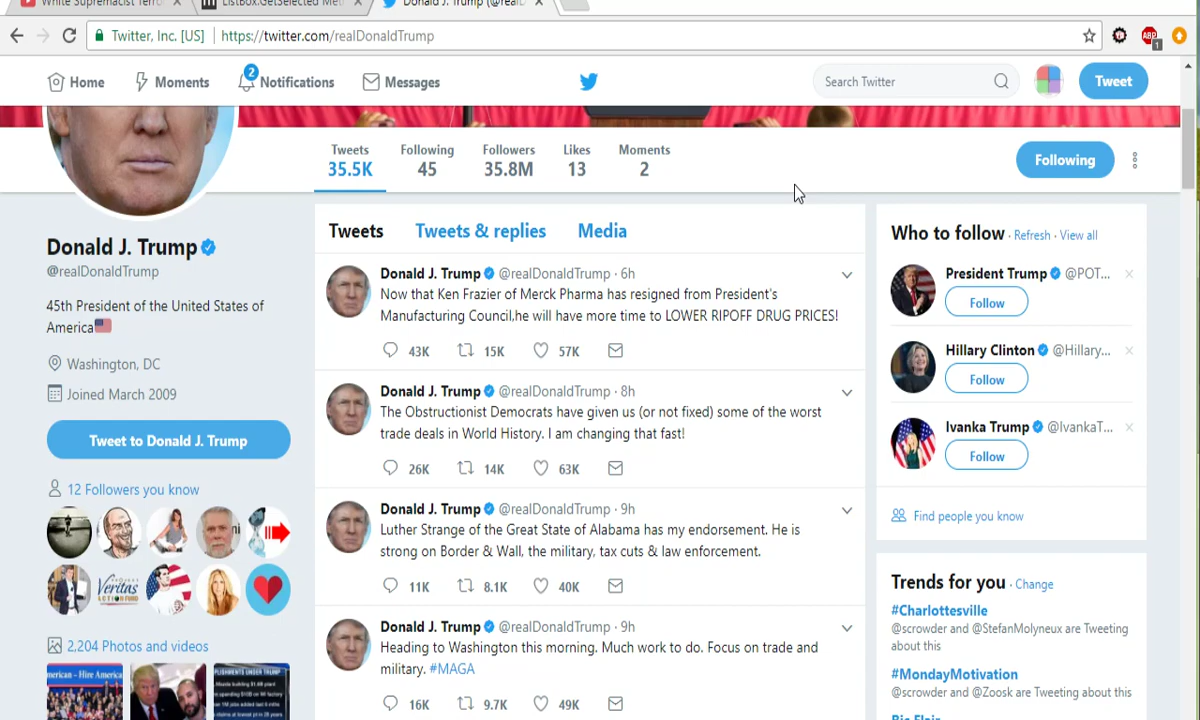 White Supremacist Terro
ListBox.GetSelected Met
Donald J. Trump (@real
Twitter, Inc. [US] https://twitter.com/realDonaldTrump
ABP
1
2
Home Moments Notifications Messages
Search Twitter
Tweet
Tweets Following Followers Likes Moments
35.5K 45 35.8M 13 2
Following
Donald J. Trump
@realDonaldTrump
45th President of the United States of
America
Washington, DC
Joined March 2009
Tweet to Donald J. Trump
12 Followers you know
PROJECT
Veritas
ACTION FUND
2,204 Photos and videos
Tweets Tweets & replies Media
Donald J. Trump @realDonaldTrump · 6h
Now that Ken Frazier of Merck Pharma has resigned from President's
Manufacturing Council,he will have more time to LOWER RIPOFF DRUG PRICES!
43K 15K 57K
Donald J. Trump @realDonaldTrump · 8h
The Obstructionist Democrats have given us (or not fixed) some of the worst
trade deals in World History. I am changing that fast!
26K 14K 63K
Donald J. Trump @realDonaldTrump · 9h
Luther Strange of the Great State of Alabama has my endorsement. He is
strong on Border & Wall, the military, tax cuts & law enforcement.
11K 8.1K 40K
Donald J. Trump @realDonaldTrump · 9h
Heading to Washington this morning. Much work to do. Focus on trade and
military. #MAGA
16K 9.7K 49K
Who to follow · Refresh · View all
President Trump @POT...
Follow
Hillary Clinton @Hillary...
Follow
Ivanka Trump @IvankaT...
Follow
Find people you know
Trends for you · Change
#Charlottesville
@scrowder and @StefanMolyneux are Tweeting
about this
#MondayMotivation
@scrowder and @Zoosk are Tweeting about this
Big Flair